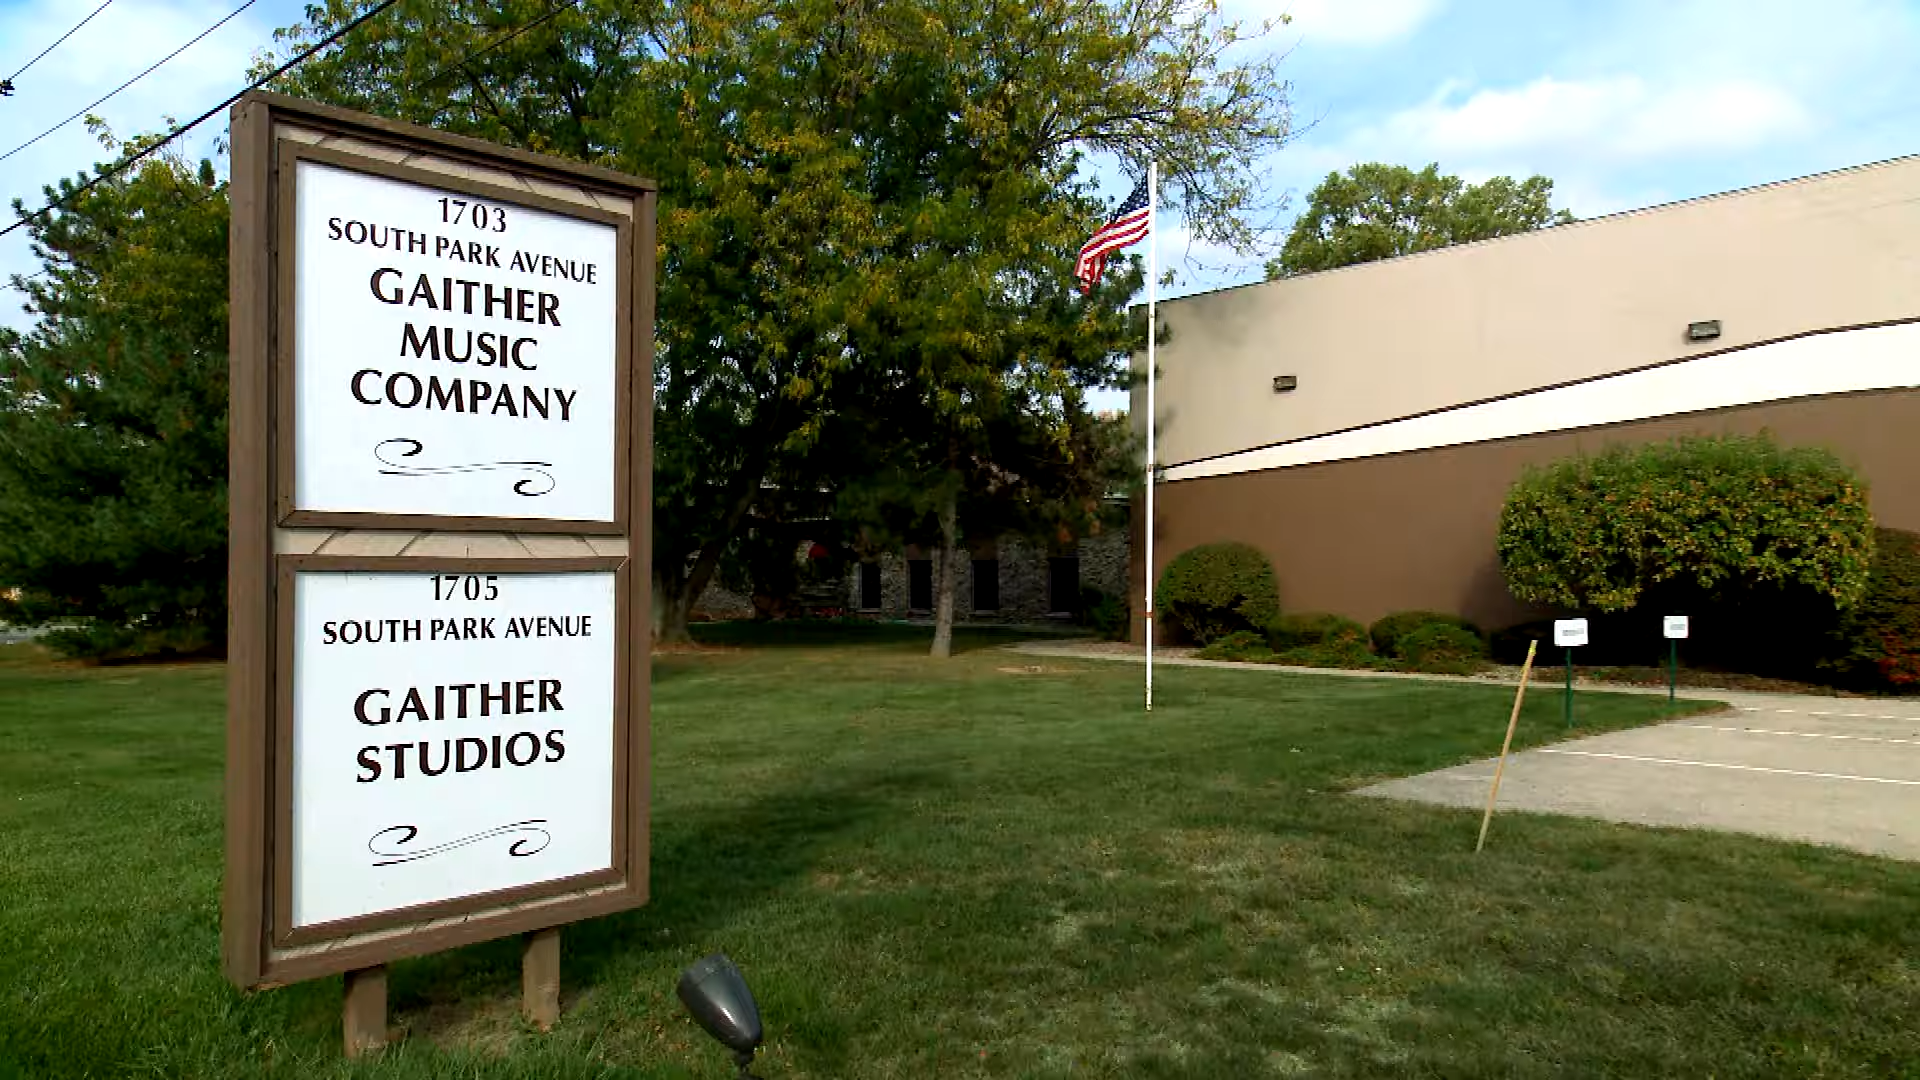 1703
SOUTH PARK AVENUE
GAITHER
MUSIC
COMPANY
1705
SOUTH PARK AVENUE
GAITHER
STUDIOS